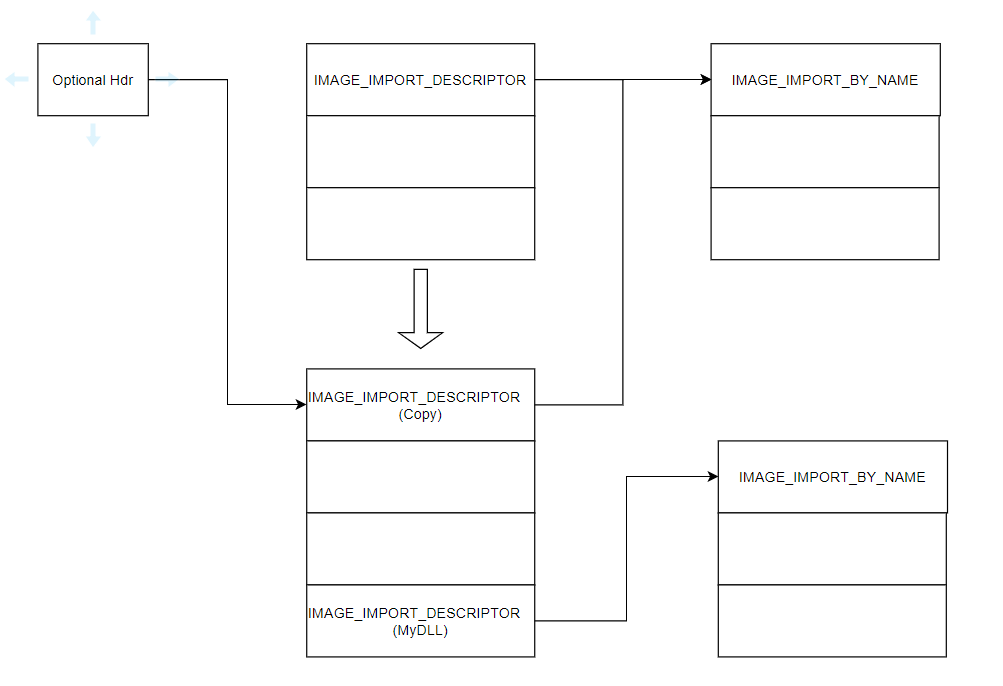 Optional Hdr
IMAGE_IMPORT_DESCRIPTOR
IMAGE_IMPORT_BY_NAME
IMAGE_IMPORT_DESCRIPTOR
(Copy)
IMAGE_IMPORT_BY_NAME
IMAGE_IMPORT_DESCRIPTOR
(MyDLL)